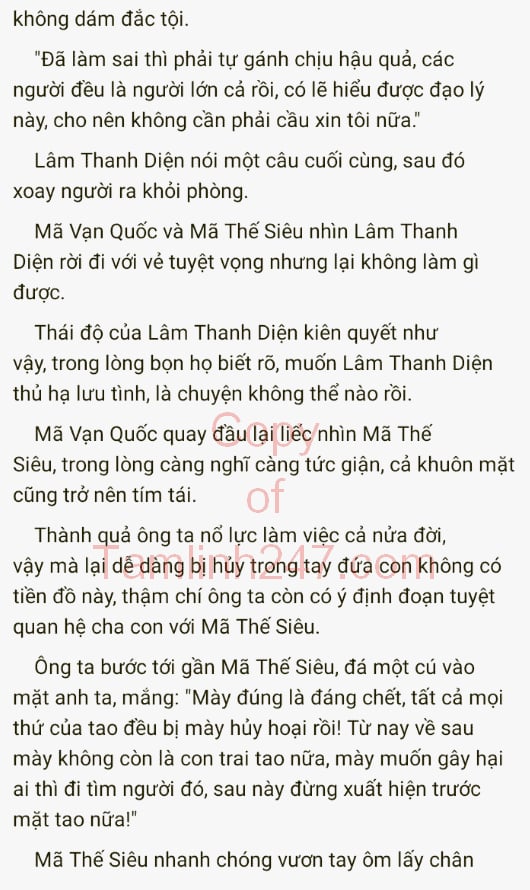 không dám đắc tội.
"Đã làm sai thì phải tự gánh chịu hậu quả, các
người đều là người lớn cả rồi, có lẽ hiểu được đạo lý
này, cho nên không cần phải cầu xin tôi nữa."
Lâm Thanh Diện nói một câu cuối cùng, sau đó
xoay người ra khỏi phòng.
Mã Vạn Quốc và Mã Thế Siêu nhìn Lâm Thanh
Diện rời đi với vẻ tuyệt vọng nhưng lại không làm gì
được.
Thái độ của Lâm Thanh Diện kiên quyết như
vậy, trong lòng bọn họ biết rõ, muốn Lâm Thanh Diện
thủ hạ lưu tình, là chuyện không thể nào rồi.
Mã Vạn Quốc quay đầu lại liếc nhìn Mã Thế
Siêu, trong lòng càng nghĩ càng tức giận, cả khuôn mặt
cũng trở nên tím tái.
Thành quả ông ta nổ lực làm việc cả nửa đời,
vậy mà lại dễ dàng bị hủy trong tay đứa con không có
tiền đồ này, thậm chí ông ta còn có ý định đoạn tuyệt
quan hệ cha con với Mã Thế Siêu.
Ông ta bước tới gần Mã Thế Siêu, đá một cú vào
mặt anh ta, mắng: "Mày đúng là đáng chết, tất cả mọi
thứ của tao đều bị mày hủy hoại rồi! Từ nay về sau
mày không còn là con trai tao nữa, mày muốn gây hại
ai thì đi tìm người đó, sau này đừng xuất hiện trước
mặt tao nữa!"
Mã Thế Siêu nhanh chóng vươn tay ôm lấy chân
Copy
of
Tamlinh247.com